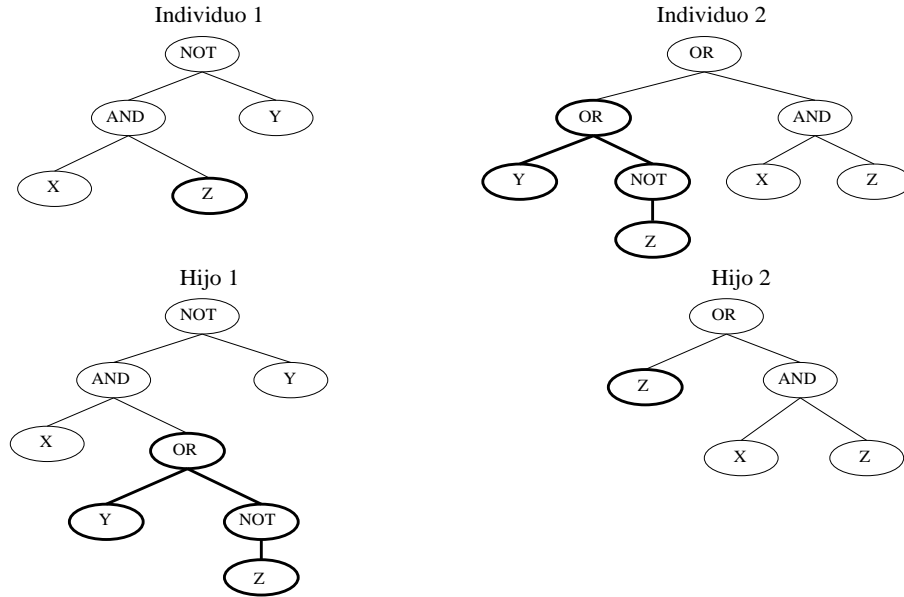 Individuo 1
NOT
AND
Y
X
Z
Individuo 2
OR
OR
AND
Y
NOT
X
Z
Z
Hijo 1
NOT
AND
Y
X
OR
Y
NOT
Z
Hijo 2
OR
Z
AND
X
Z